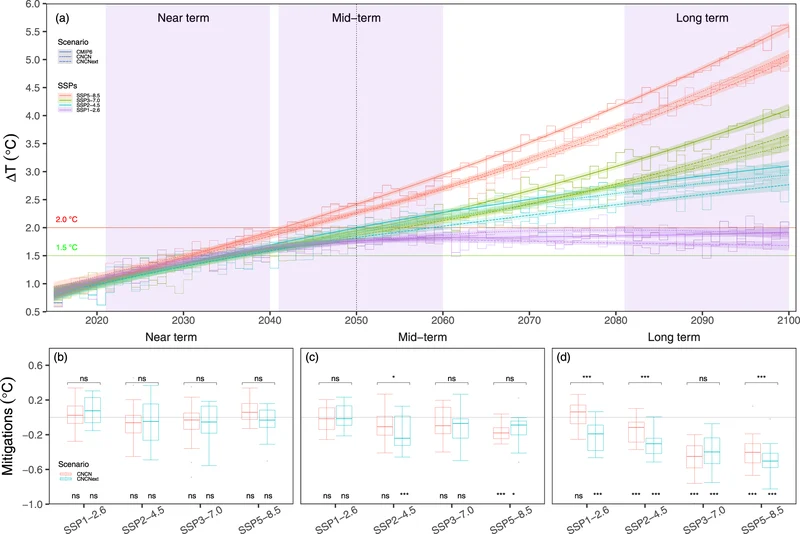 (a) Near term Mid−term Long term
Scenario
CMIP6
CNCN
CNCNext
SSPs
SSP5−8.5
SSP3−7.0
SSP2−4.5
SSP1−2.6
2.0 °C
1.5 °C
ΔT (°C)
6.0
5.5
5.0
4.5
4.0
3.5
3.0
2.5
2.0
1.5
1.0
0.5
2020 2030 2040 2050 2060 2070 2080 2090 2100
Near term Mid−term Long term
Mitigations (°C)
0.6
0.2
−0.2
−0.6
−1.0
(b)
ns ns ns ns
Scenario
CNCN
CNCNext
ns ns ns ns ns ns ns ns
SSP1−2.6 SSP2−4.5 SSP3−7.0 SSP5−8.5
(c)
ns * ns ns
ns ns ns *** ns ns *** *
SSP1−2.6 SSP2−4.5 SSP3−7.0 SSP5−8.5
(d)
*** *** ns ***
ns *** *** *** *** *** *** ***
SSP1−2.6 SSP2−4.5 SSP3−7.0 SSP5−8.5